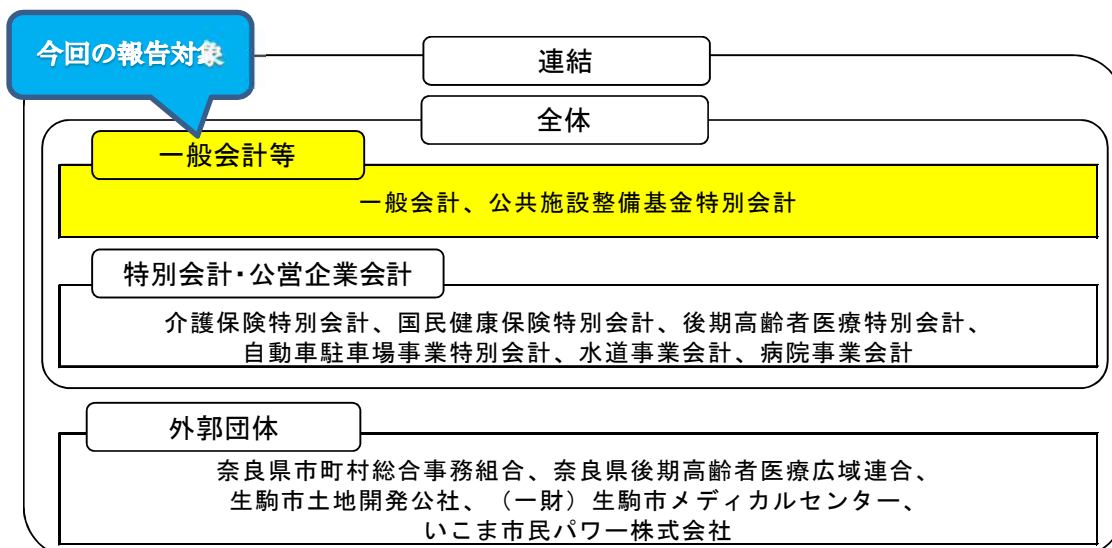 今回の報告対象
連結
全体
一般会計等
一般会計、公共施設整備基金特別会計
特別会計・公営企業会計
介護保険特別会計、国民健康保険特別会計、後期高齢者医療特別会計、
自動車駐車場事業特別会計、水道事業会計、病院事業会計
外郭団体
奈良県市町村総合事務組合、奈良県後期高齢者医療広域連合、
生駒市土地開発公社、（一財）生駒市メディカルセンター、
いこま市民パワー株式会社